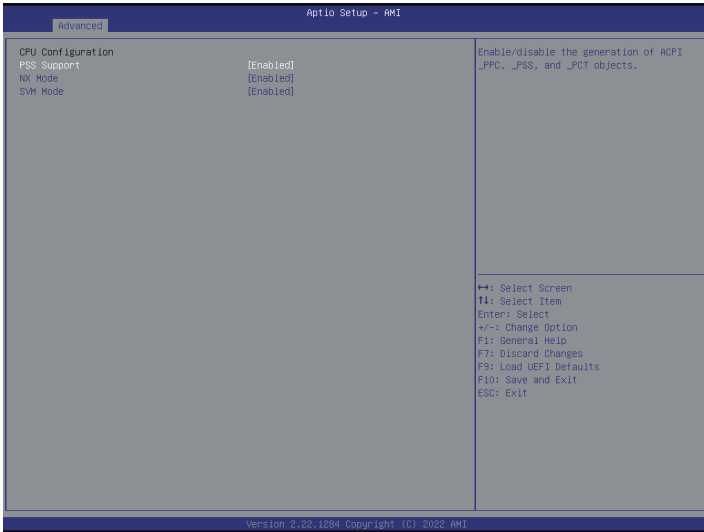 Aptio Setup - AMI
Advanced
CPU Configuration
PSS Support [Enabled]
NX Mode [Enabled]
SVM Mode [Enabled]
Enable/disable the generation of ACPI
_PPC, _PSS, and _PCT objects.
↔: Select Screen
↑↓: Select Item
Enter: Select
+/-: Change Option
F1: General Help
F7: Discard Changes
F9: Load UEFI Defaults
F10: Save and Exit
ESC: Exit
Version 2.22.1284 Copyright (C) 2022 AMI